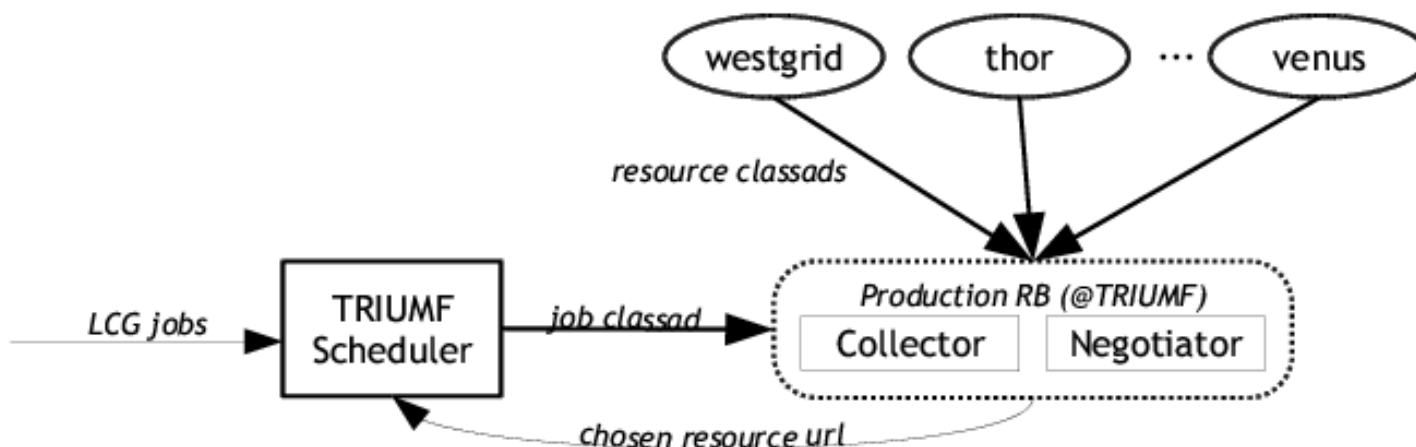 westgrid
thor
...
venus
resource classads
LCG jobs
TRIUMF
Scheduler
job classad
Production RB (@TRIUMF)
Collector
Negotiator
chosen resource url